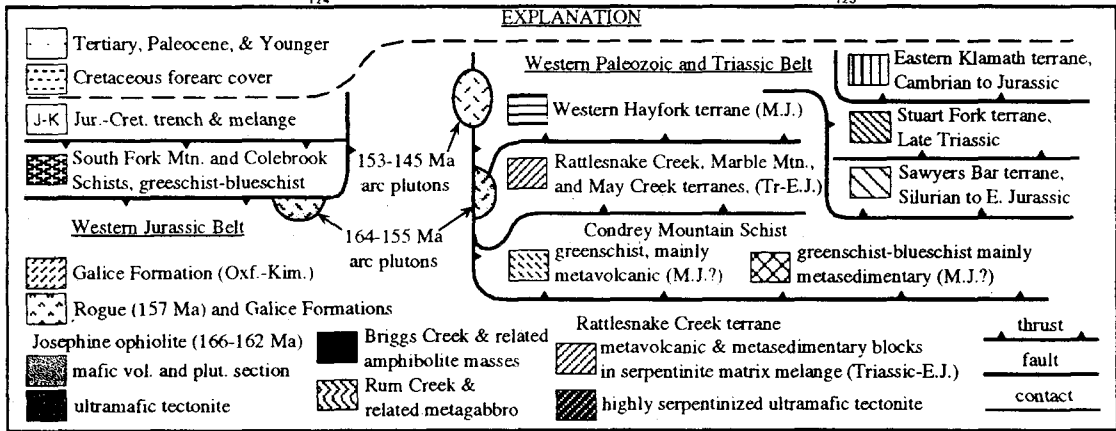 124
123
EXPLANATION
Tertiary, Paleocene, & Younger
Cretaceous forearc cover
J-K Jur.-Cret. trench & melange
South Fork Mtn. and Colebrook
Schists, greeschist-blueschist
Western Jurassic Belt
Galice Formation (Oxf.-Kim.)
Rogue (157 Ma) and Galice Formations
Josephine ophiolite (166-162 Ma)
mafic vol. and plut. section
ultramafic tectonite
153-145 Ma
arc plutons
164-155 Ma
arc plutons
Briggs Creek & related
amphibolite masses
Rum Creek &
related metagabbro
Western Paleozoic and Triassic Belt
Western Hayfork terrane (M.J.)
Rattlesnake Creek, Marble Mtn.,
and May Creek terranes, (Tr-E.J.)
Condrey Mountain Schist
greenschist, mainly
metavolcanic (M.J.?)
greenschist-blueschist mainly
metasedimentary (M.J.?)
Rattlesnake Creek terrane
metavolcanic & metasedimentary blocks
in serpentinite matrix melange (Triassic-E.J.)
highly serpentinized ultramafic tectonite
Eastern Klamath terrane,
Cambrian to Jurassic
Stuart Fork terrane,
Late Triassic
Sawyers Bar terrane,
Silurian to E. Jurassic
thrust
fault
contact